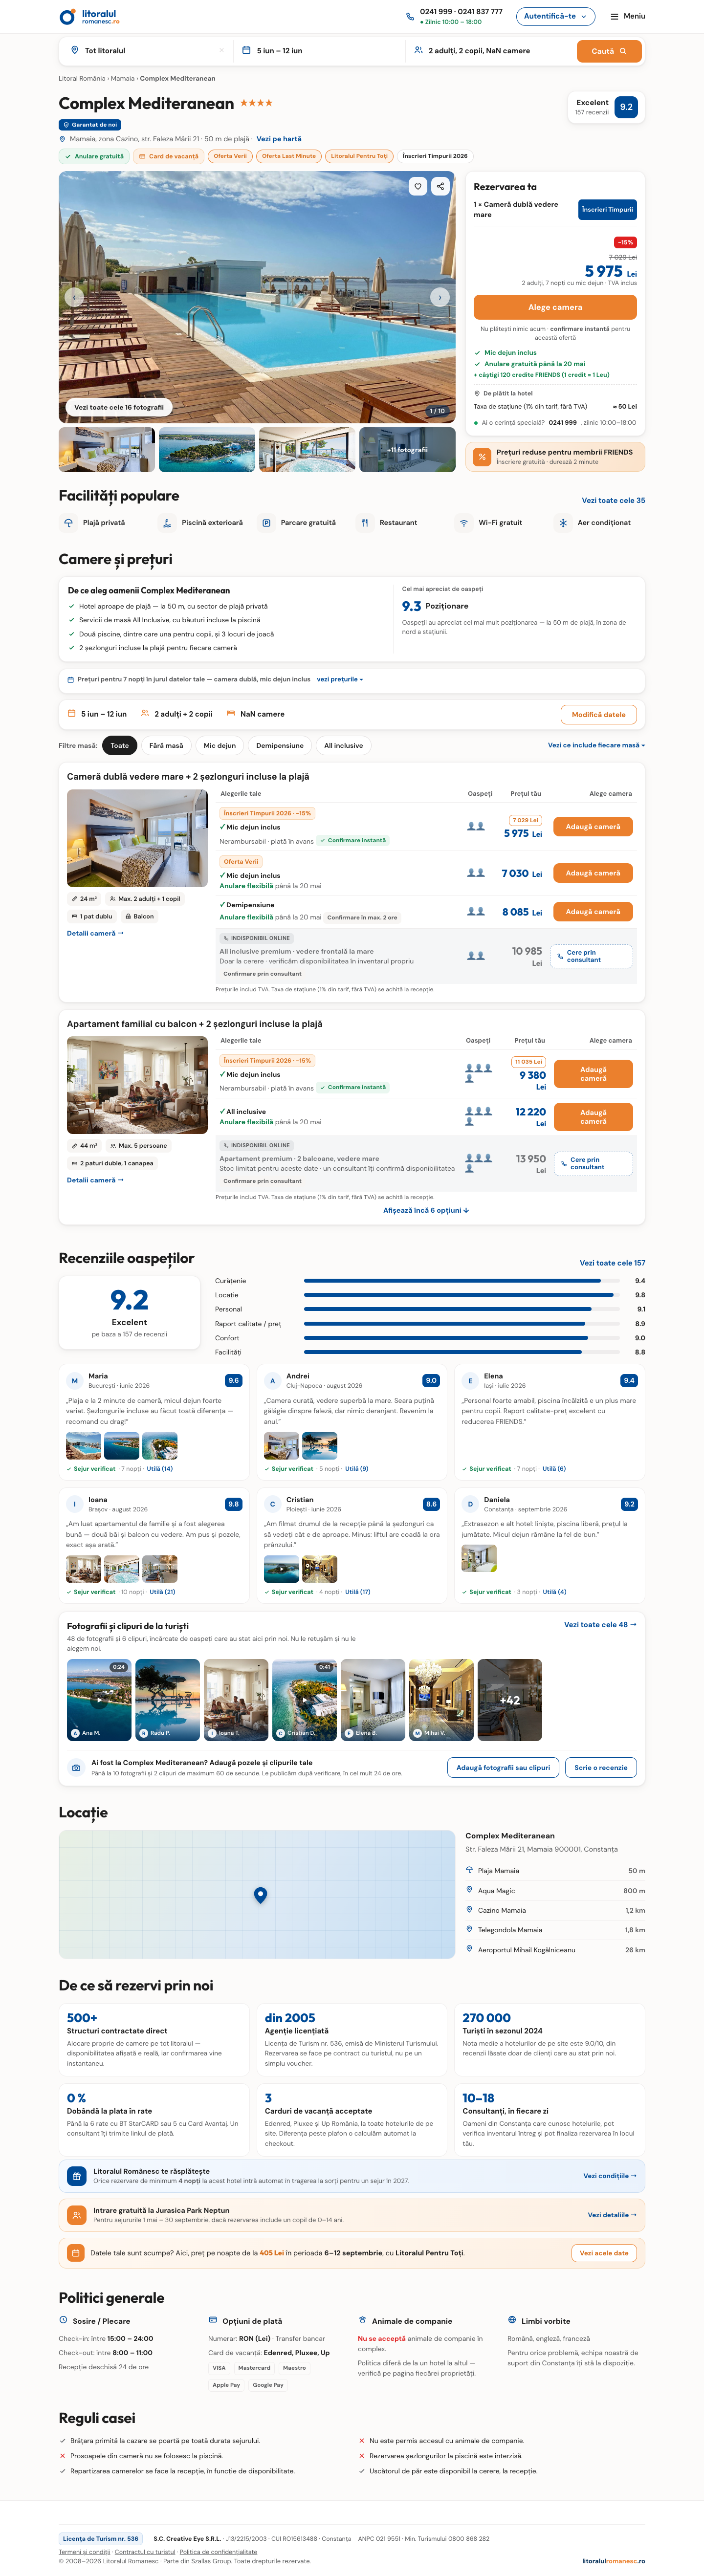 litoralul
romanesc.ro
0241 999 · 0241 837 777
Zilnic 10:00 – 18:00
Autentifică-te
Meniu
Tot litoralul
5 iun – 12 iun
2 adulți, 2 copii, NaN camere
Caută
Litoral România › Mamaia › Complex Mediteranean
Complex Mediteranean
Garantat de noi
Excelent
157 recenzii
9.2
Mamaia, zona Cazino, str. Faleza Mării 21 · 50 m de plajă · Vezi pe hartă
Anulare gratuită
Card de vacanță
Oferta Verii
Oferta Last Minute
Litoralul Pentru Toți
Înscrieri Timpurii 2026
Vezi toate cele 16 fotografii
1 / 10
+11 fotografii
Rezervarea ta
1 × Cameră dublă vedere mare
Înscrieri Timpurii
-15%
7 029 Lei
5 975 Lei
2 adulți, 7 nopți cu mic dejun · TVA inclus
Alege camera
Nu plătești nimic acum · confirmare instantă pentru
această ofertă
Mic dejun inclus
Anulare gratuită până la 20 mai
+ câștigi 120 credite FRIENDS (1 credit = 1 Leu)
De plătit la hotel
Taxa de stațiune (1% din tarif, fără TVA)
≈ 50 Lei
Ai o cerință specială? 0241 999, zilnic 10:00–18:00
Prețuri reduse pentru membrii FRIENDS
Înscriere gratuită · durează 2 minute
Facilități populare
Vezi toate cele 35
Plajă privată
Piscină exterioară
Parcare gratuită
Restaurant
Wi-Fi gratuit
Aer condiționat
Camere și prețuri
De ce aleg oamenii Complex Mediteranean
Hotel aproape de plajă — la 50 m, cu sector de plajă privată
Servicii de masă All Inclusive, cu băuturi incluse la piscină
Două piscine, dintre care una pentru copii, și 3 locuri de joacă
2 șezlonguri incluse la plajă pentru fiecare cameră
Cel mai apreciat de oaspeți
9.3 Poziționare
Oaspeții au apreciat cel mai mult poziționarea — la 50 m de plajă, în zona de
nord a stațiunii.
Prețuri pentru 7 nopți în jurul datelor tale — camera dublă, mic dejun inclus vezi prețurile
5 iun – 12 iun
2 adulți + 2 copii
NaN camere
Modifică datele
Filtre masă:
Toate
Fără masă
Mic dejun
Demipensiune
All inclusive
Vezi ce include fiecare masă
Cameră dublă vedere mare + 2 șezlonguri incluse la plajă
Alegerile tale
Oaspeți
Prețul tău
Alege camera
Înscrieri Timpurii 2026 · -15%
✓Mic dejun inclus
Nerambursabil · plată în avans
Confirmare instantă
7 029 Lei
5 975 Lei
Adaugă cameră
Oferta Verii
✓Mic dejun inclus
Anulare flexibilă până la 20 mai
7 030 Lei
Adaugă cameră
✓Demipensiune
Anulare flexibilă până la 20 mai
Confirmare în max. 2 ore
8 085 Lei
Adaugă cameră
INDISPONIBIL ONLINE
All inclusive premium · vedere frontală la mare
Doar la cerere · verificăm disponibilitatea în inventarul propriu
Confirmare prin consultant
10 985
Lei
Cere prin
consultant
24 m²
Max. 2 adulți + 1 copil
1 pat dublu
Balcon
Detalii cameră →
Prețurile includ TVA. Taxa de stațiune (1% din tarif, fără TVA) se achită la recepție.
Apartament familial cu balcon + 2 șezlonguri incluse la plajă
Alegerile tale
Oaspeți
Prețul tău
Alege camera
Înscrieri Timpurii 2026 · -15%
✓Mic dejun inclus
Nerambursabil · plată în avans
Confirmare instantă
11 035 Lei
9 380
Lei
Adaugă
cameră
✓All inclusive
Anulare flexibilă până la 20 mai
12 220
Lei
Adaugă
cameră
INDISPONIBIL ONLINE
Apartament premium · 2 balcoane, vedere mare
Stoc limitat pentru aceste date · un consultant îți confirmă disponibilitatea
Confirmare prin consultant
13 950
Lei
Cere prin
consultant
44 m²
Max. 5 persoane
2 paturi duble, 1 canapea
Detalii cameră →
Prețurile includ TVA. Taxa de stațiune (1% din tarif, fără TVA) se achită la recepție.
Afișează încă 6 opțiuni ↓
Recenziile oaspeților
Vezi toate cele 157
9.2
Excelent
pe baza a 157 de recenzii
Curățenie 9.4
Locație 9.8
Personal 9.1
Raport calitate / preț 8.9
Confort 9.0
Facilități 8.8
M
Maria
București · iunie 2026
9.6
„Plaja e la 2 minute de cameră, micul dejun foarte
variat. Șezlongurile incluse au făcut toată diferența —
recomand cu drag!”
Sejur verificat · 7 nopți · Utilă (14)
A
Andrei
Cluj-Napoca · august 2026
9.0
„Camera curată, vedere superbă la mare. Seara puțină
gălăgie dinspre faleză, dar nimic deranjant. Revenim la
anul.”
Sejur verificat · 5 nopți · Utilă (9)
E
Elena
Iași · iulie 2026
9.4
„Personal foarte amabil, piscina încălzită e un plus mare
pentru copii. Raport calitate-preț excelent cu
reducerea FRIENDS.”
Sejur verificat · 7 nopți · Utilă (6)
I
Ioana
Brașov · august 2026
9.8
„Am luat apartamentul de familie și a fost alegerea
bună — două băi și balcon cu vedere. Am pus și pozele,
exact așa arată.”
Sejur verificat · 10 nopți · Utilă (21)
C
Cristian
Ploiești · iunie 2026
8.6
„Am filmat drumul de la recepție până la șezlonguri ca
să vedeți cât e de aproape. Minus: liftul are coadă la ora
prânzului.”
Sejur verificat · 4 nopți · Utilă (17)
D
Daniela
Constanța · septembrie 2026
9.2
„Extrasezon e alt hotel: liniște, piscina liberă, prețul la
jumătate. Micul dejun rămâne la fel de bun.”
Sejur verificat · 3 nopți · Utilă (4)
Fotografii și clipuri de la turiști
Vezi toate cele 48 →
48 de fotografii și 6 clipuri, încărcate de oaspeți care au stat aici prin noi. Nu le retușăm și nu le
alegem noi.
0:24
0:41
A Ana M.
R Radu P.
I Ioana T.
C Cristian D.
E Elena B.
M Mihai V.
+42
Ai fost la Complex Mediteranean? Adaugă pozele și clipurile tale
Până la 10 fotografii și 2 clipuri de maximum 60 de secunde. Le publicăm după verificare, în cel mult 24 de ore.
Adaugă fotografii sau clipuri
Scrie o recenzie
Locație
Complex Mediteranean
Str. Faleza Mării 21, Mamaia 900001, Constanța
Plaja Mamaia 50 m
Aqua Magic 800 m
Cazino Mamaia 1,2 km
Telegondola Mamaia 1,8 km
Aeroportul Mihail Kogălniceanu 26 km
De ce să rezervi prin noi
500+
Structuri contractate direct
Alocare proprie de camere pe tot litoralul —
disponibilitatea afișată e reală, iar confirmarea vine
instantaneu.
din 2005
Agenție licențiată
Licența de Turism nr. 536, emisă de Ministerul Turismului.
Rezervarea se face pe contract cu turistul, nu pe un
simplu voucher.
270 000
Turiști în sezonul 2024
Nota medie a hotelurilor de pe site este 9.0/10, din
recenzii lăsate doar de clienți care au stat prin noi.
0 %
Dobândă la plata în rate
Până la 6 rate cu BT StarCARD sau 5 cu Card Avantaj. Un
consultant îți trimite linkul de plată.
3
Carduri de vacanță acceptate
Edenred, Pluxee și Up România, la toate hotelurile de pe
site. Diferența peste plafon o calculăm automat la
checkout.
10–18
Consultanți, în fiecare zi
Oameni din Constanța care cunosc hotelurile, pot
verifica inventarul întreg și pot finaliza rezervarea în locul
tău.
Litoralul Românesc te răsplătește
Orice rezervare de minimum 4 nopți la acest hotel intră automat în tragerea la sorți pentru un sejur în 2027.
Vezi condițiile →
Intrare gratuită la Jurasica Park Neptun
Pentru sejururile 1 mai – 30 septembrie, dacă rezervarea include un copil de 0–14 ani.
Vezi detaliile →
Datele tale sunt scumpe? Aici, preț pe noapte de la 405 Lei în perioada 6–12 septembrie, cu Litoralul Pentru Toți.
Vezi acele date
Politici generale
Sosire / Plecare
Check-in: între 15:00 – 24:00
Check-out: între 8:00 – 11:00
Recepție deschisă 24 de ore
Opțiuni de plată
Numerar: RON (Lei) · Transfer bancar
Card de vacanță: Edenred, Pluxee, Up
VISA
Mastercard
Maestro
Apple Pay
Google Pay
Animale de companie
Nu se acceptă animale de companie în
complex.
Politica diferă de la un hotel la altul —
verifică pe pagina fiecărei proprietăți.
Limbi vorbite
Română, engleză, franceză
Pentru orice problemă, echipa noastră de
suport din Constanța îți stă la dispoziție.
Reguli casei
Brățara primită la cazare se poartă pe toată durata sejurului.
Nu este permis accesul cu animale de companie.
Prosoapele din cameră nu se folosesc la piscină.
Rezervarea șezlongurilor la piscină este interzisă.
Repartizarea camerelor se face la recepție, în funcție de disponibilitate.
Uscătorul de păr este disponibil la cerere, la recepție.
Licența de Turism nr. 536
S.C. Creative Eye S.R.L. · J13/2215/2003 · CUI RO15613488 · Constanța ANPC 021 9551 · Min. Turismului 0800 868 282
Termeni și condiții · Contractul cu turistul · Politica de confidențialitate
© 2008–2026 Litoralul Romanesc · Parte din Szallas Group. Toate drepturile rezervate.
litoralulromanesc.ro